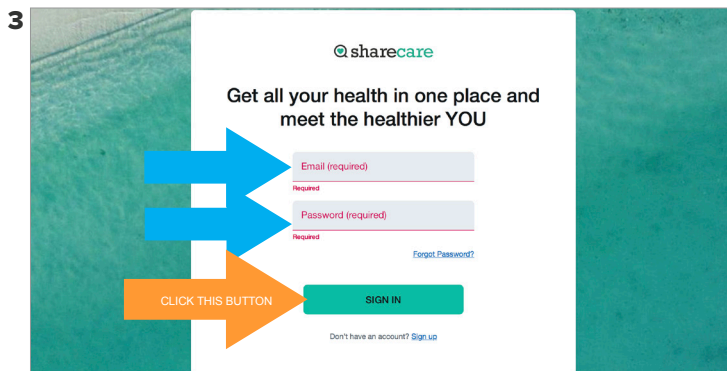 3
sharecare
Get all your health in one place and
meet the healthier YOU
Email (required)
Required
Password (required)
Required
Forgot Password?
CLICK THIS BUTTON
SIGN IN
Don't have an account? Sign up